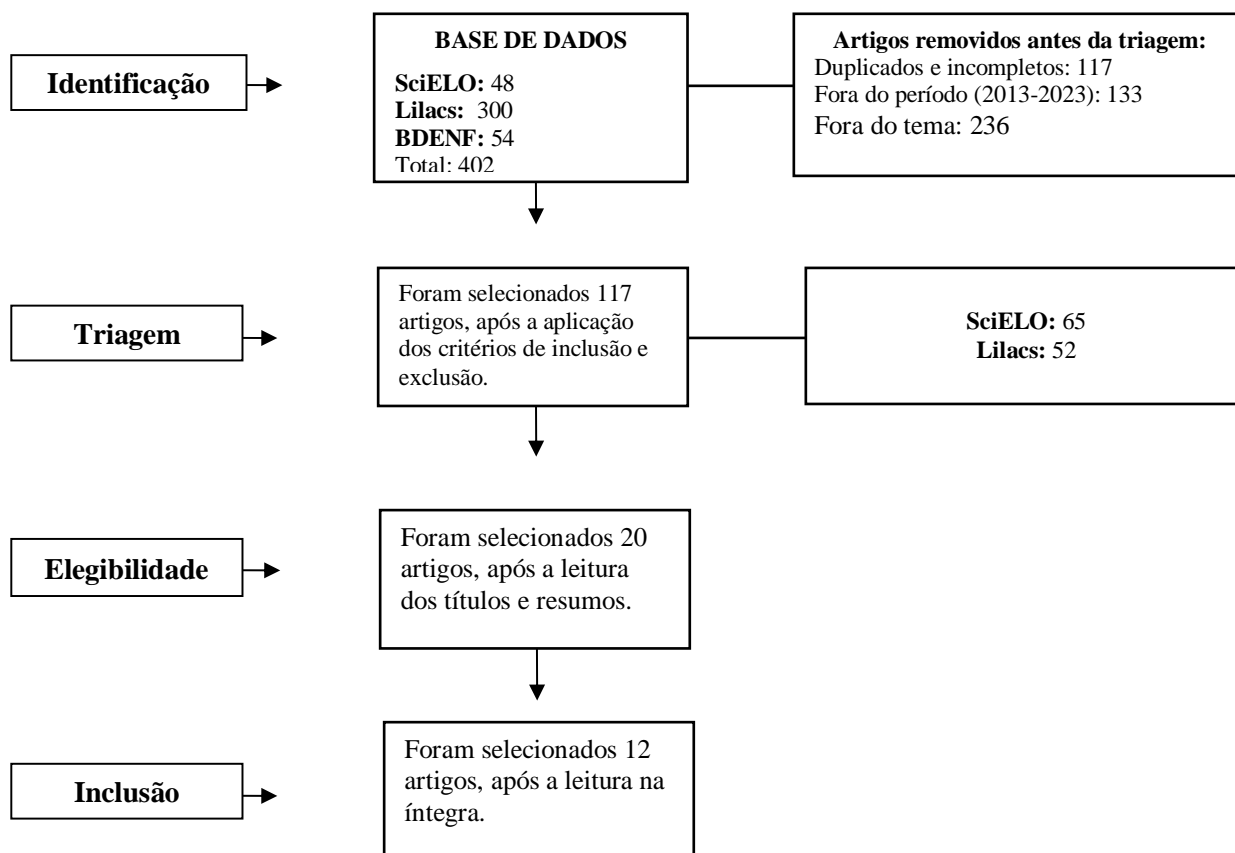 BASE DE DADOS
SciELO: 48
Lilacs: 300
BDENF: 54
Total: 402
Artigos removidos antes da triagem:
Duplicados e incompletos: 117
Fora do período (2013-2023): 133
Fora do tema: 236
Identificação
Foram selecionados 117
artigos, após a aplicação
dos critérios de inclusão e
exclusão.
SciELO: 65
Lilacs: 52
Triagem
Foram selecionados 20
artigos, após a leitura
dos títulos e resumos.
Elegibilidade
Foram selecionados 12
artigos, após a leitura na
íntegra.
Inclusão